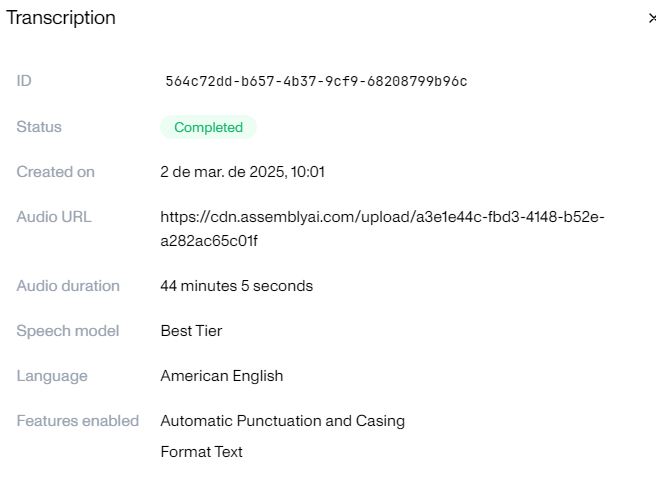 Transcription
ID 564c72dd-b657-4b37-9cf9-68208799b96c
Status Completed
Created on 2 de mar. de 2025, 10:01
Audio URL https://cdn.assemblyai.com/upload/a3e1e44c-fbd3-4148-b52e-
a282ac65c01f
Audio duration 44 minutes 5 seconds
Speech model Best Tier
Language American English
Features enabled Automatic Punctuation and Casing
Format Text